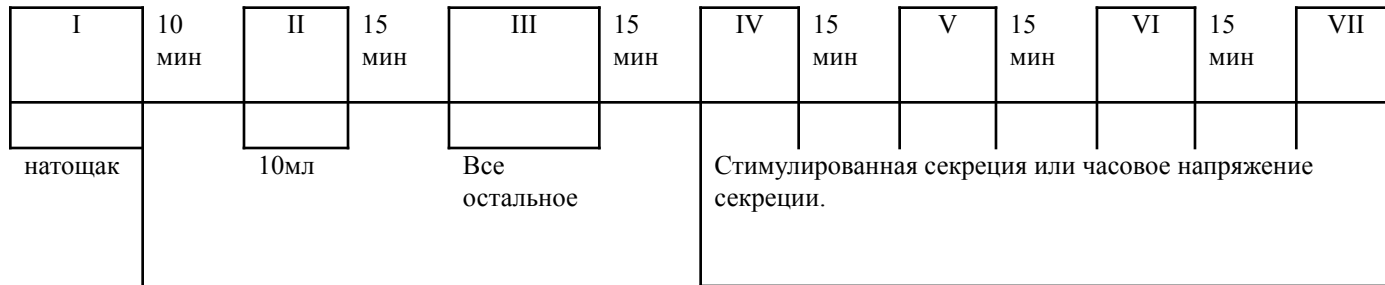 I 10 мин II 15 мин III 15 мин IV 15 мин V 15 мин VI 15 мин VII
натощак 10мл Все остальное Стимулированная секреция или часовое напряжение
секреции.